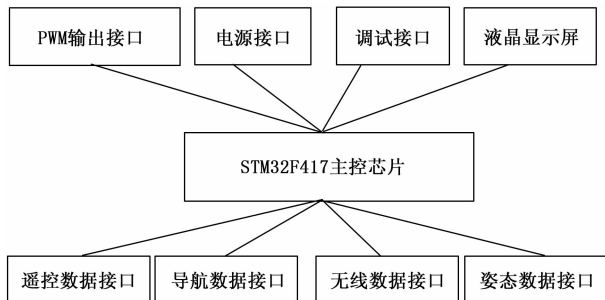 PWM输出接口
电源接口
调试接口
液晶显示屏
STM32F417主控芯片
遥控数据接口
导航数据接口
无线数据接口
姿态数据接口